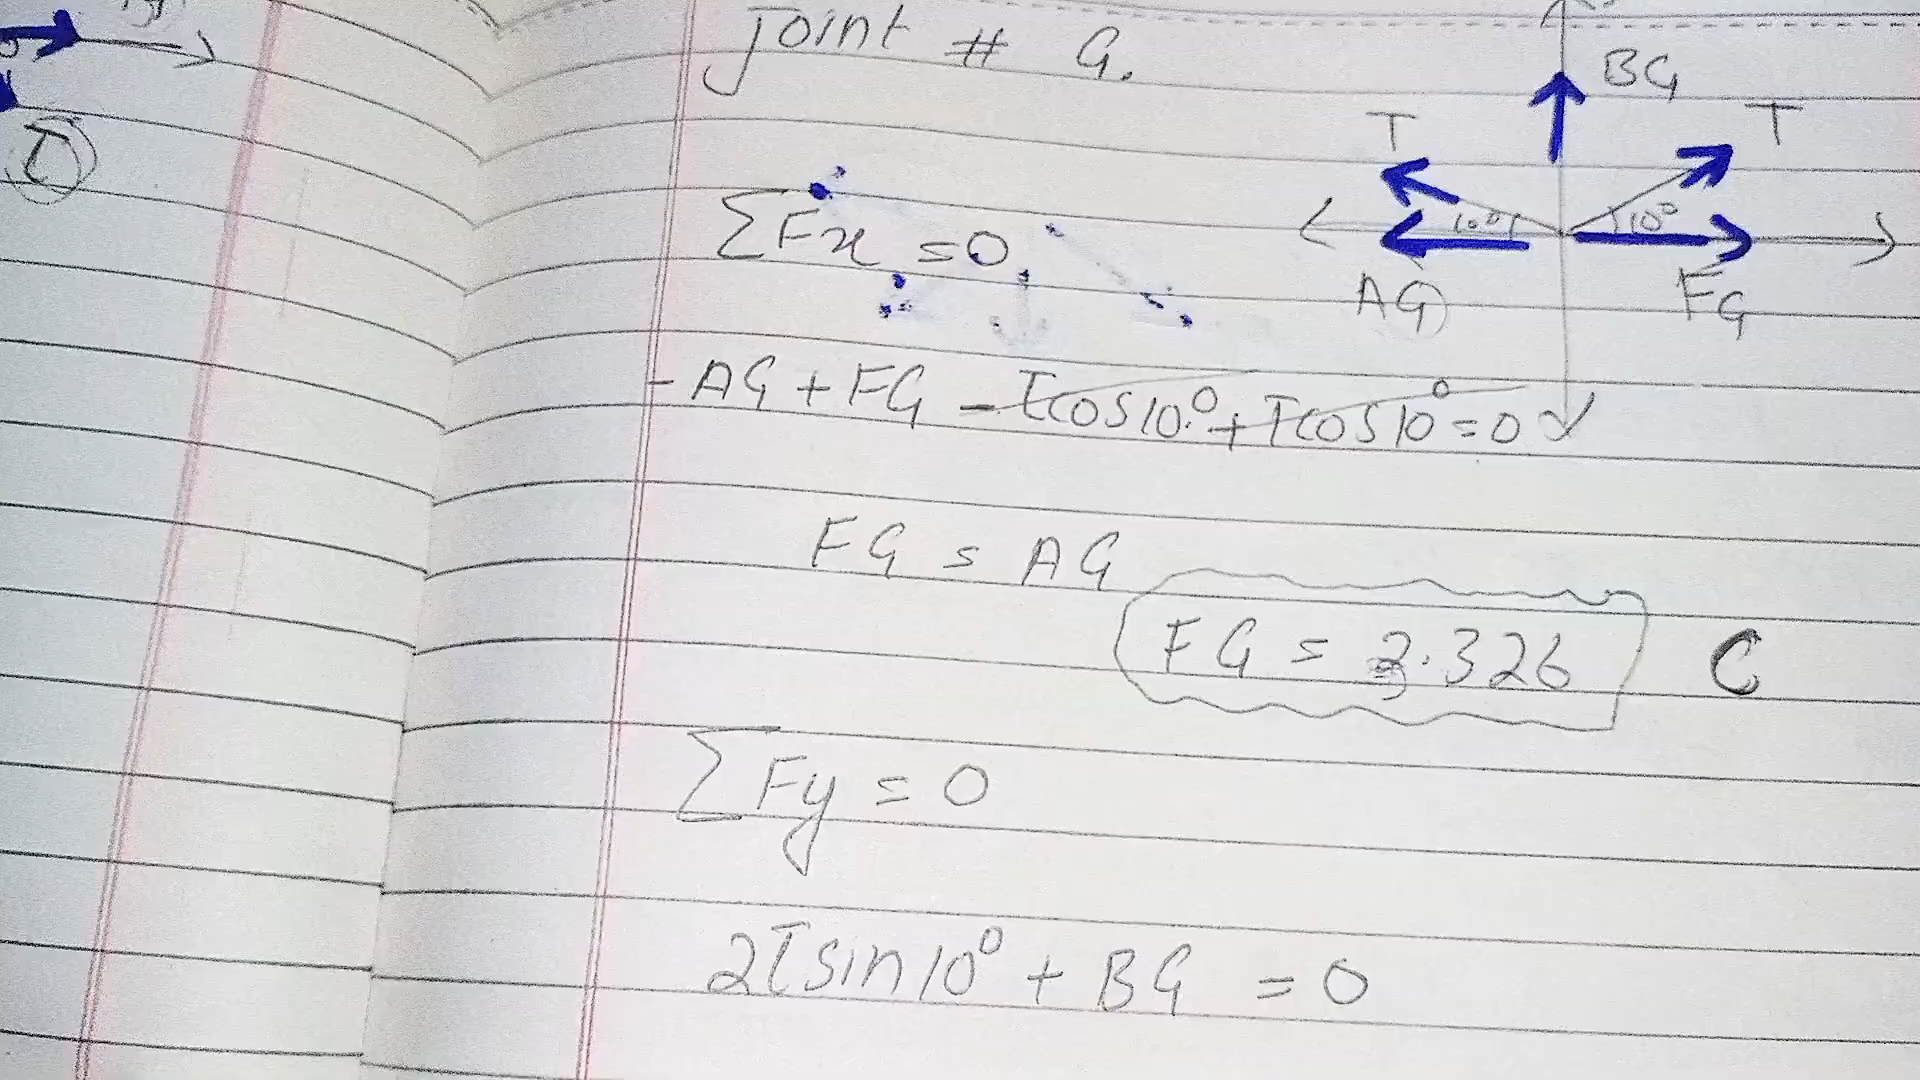 Joint # G.
BG
T
T
10°
10°
AG
FG
ΣFx = 0
- AG + FG - Tcos10° + Tcos10° = 0
FG = AG
FG = 3.326 C
ΣFy = 0
2Tsin10° + BG = 0